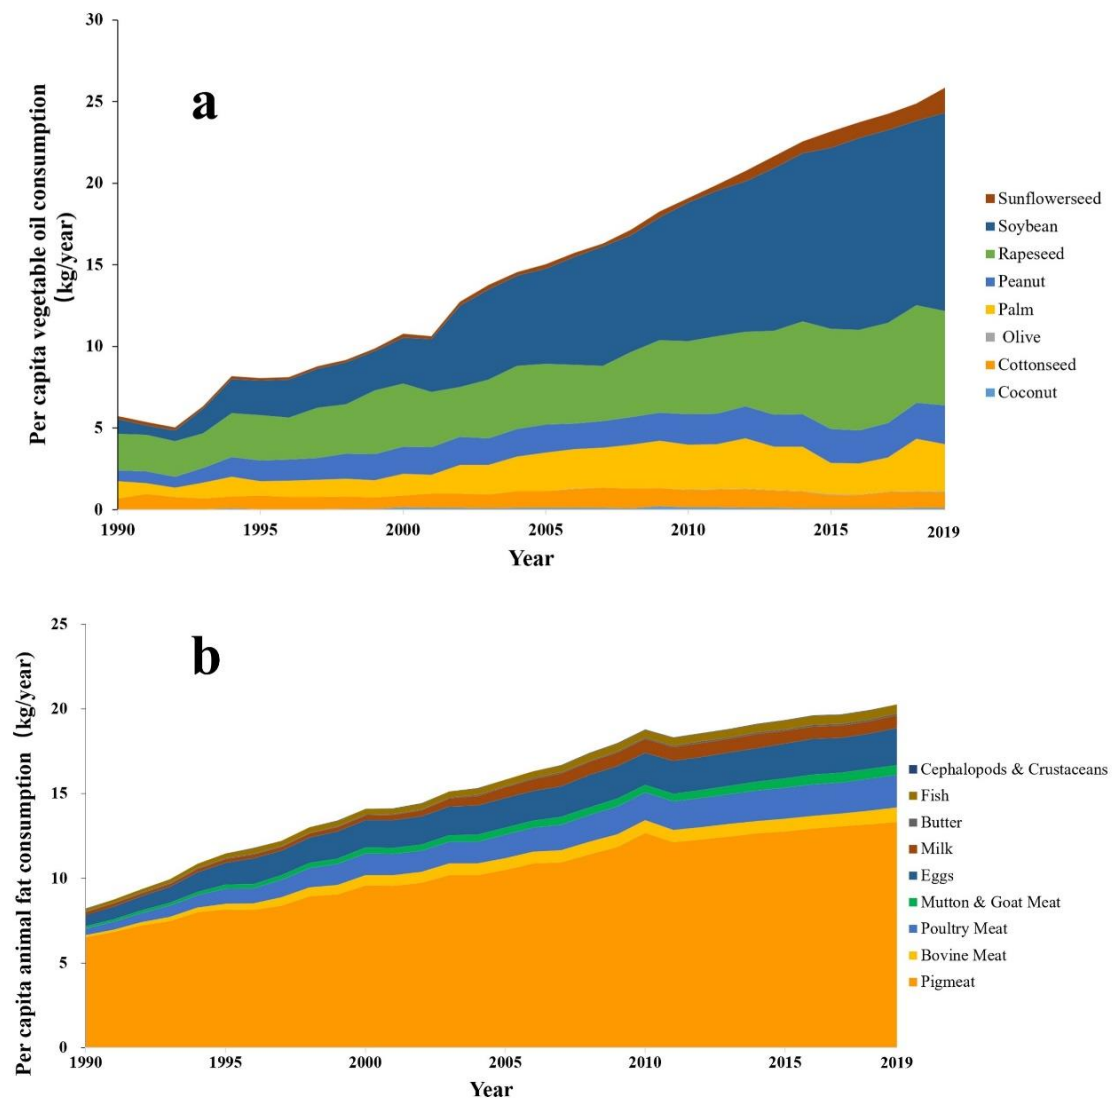 a
Per capita vegetable oil consumption
(kg/year)
30
25
20
15
10
5
0
1990
1995
2000
2005
2010
2015
2019
Year
Sunflowerseed
Soybean
Rapeseed
Peanut
Palm
Olive
Cottonseed
Coconut
b
Per capita animal fat consumption (kg/year)
25
20
15
10
5
0
1990
1995
2000
2005
2010
2015
2019
Year
Cephalopods & Crustaceans
Fish
Butter
Milk
Eggs
Mutton & Goat Meat
Poultry Meat
Bovine Meat
Pigmeat